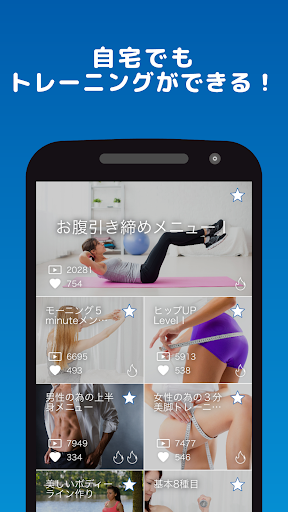 自宅でも
トレーニングができる！
お腹引き締めメニュー！
20281
754
モーニング５
minuteメン…
6695
493
ヒップUP
Level！
5913
538
男性の為の上半
身メニュー
7949
334
女性の為の３分
美脚トレーニ…
7477
546
美しいボディー
ライン作り
基本8種目